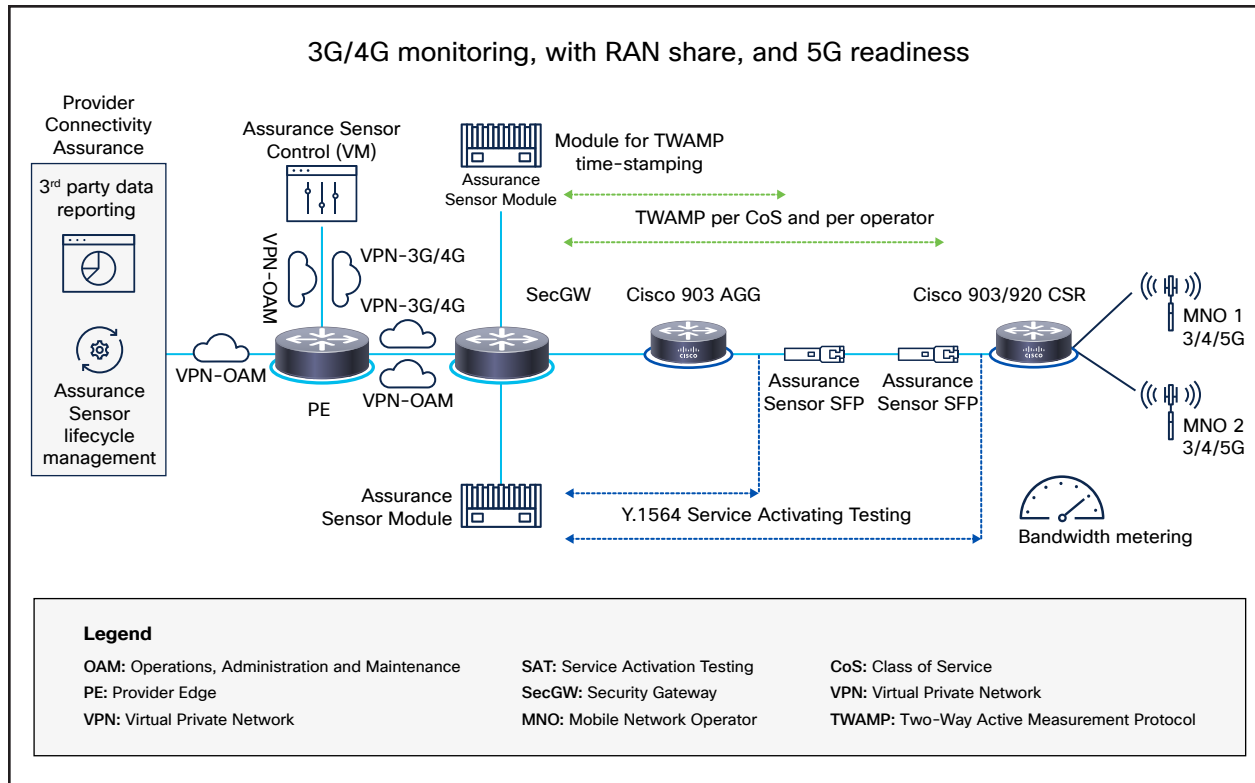 3G/4G monitoring, with RAN share, and 5G readiness
Provider
Connectivity
Assurance
3rd party data
reporting
Assurance
Sensor
lifecycle
management
Assurance Sensor
Control (VM)
VPN-OAM
VPN-3G/4G
VPN-3G/4G
VPN-OAM
PE
VPN-OAM
Assurance
Sensor Module
Module for TWAMP
time-stamping
TWAMP per CoS and per operator
SecGW
Cisco 903 AGG
Cisco 903/920 CSR
CISCO
CISCO
Assurance
Sensor SFP
Assurance
Sensor SFP
MNO 1
3/4/5G
MNO 2
3/4/5G
Assurance
Sensor Module
Y.1564 Service Activating Testing
Bandwidth metering
Legend
OAM: Operations, Administration and Maintenance
PE: Provider Edge
VPN: Virtual Private Network
SAT: Service Activation Testing
SecGW: Security Gateway
MNO: Mobile Network Operator
CoS: Class of Service
VPN: Virtual Private Network
TWAMP: Two-Way Active Measurement Protocol